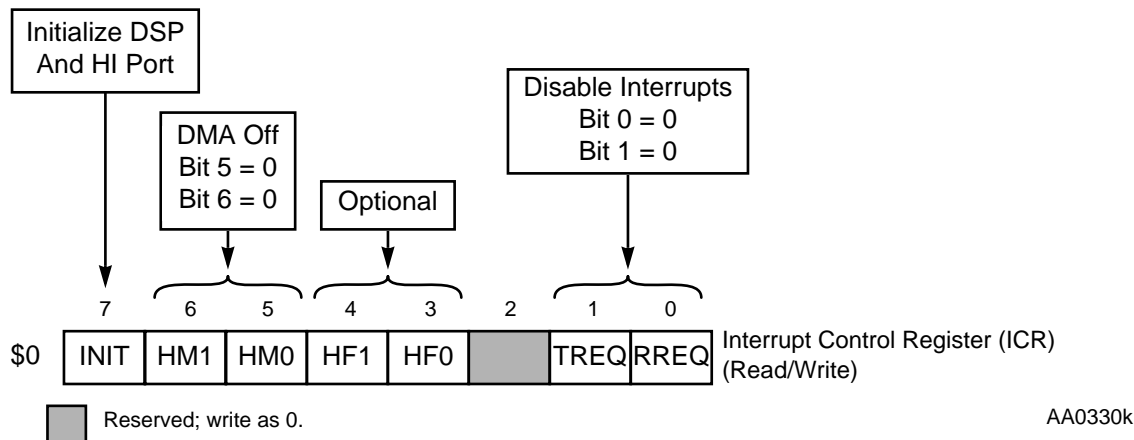 Initialize DSP
And HI Port
Disable Interrupts
Bit 0 = 0
Bit 1 = 0
DMA Off
Bit 5 = 0
Bit 6 = 0
Optional
7 6 5 4 3 2 1 0
$0 INIT HM1 HM0 HF1 HF0 TREQ RREQ
Interrupt Control Register (ICR)
(Read/Write)
Reserved; write as 0.
AA0330k